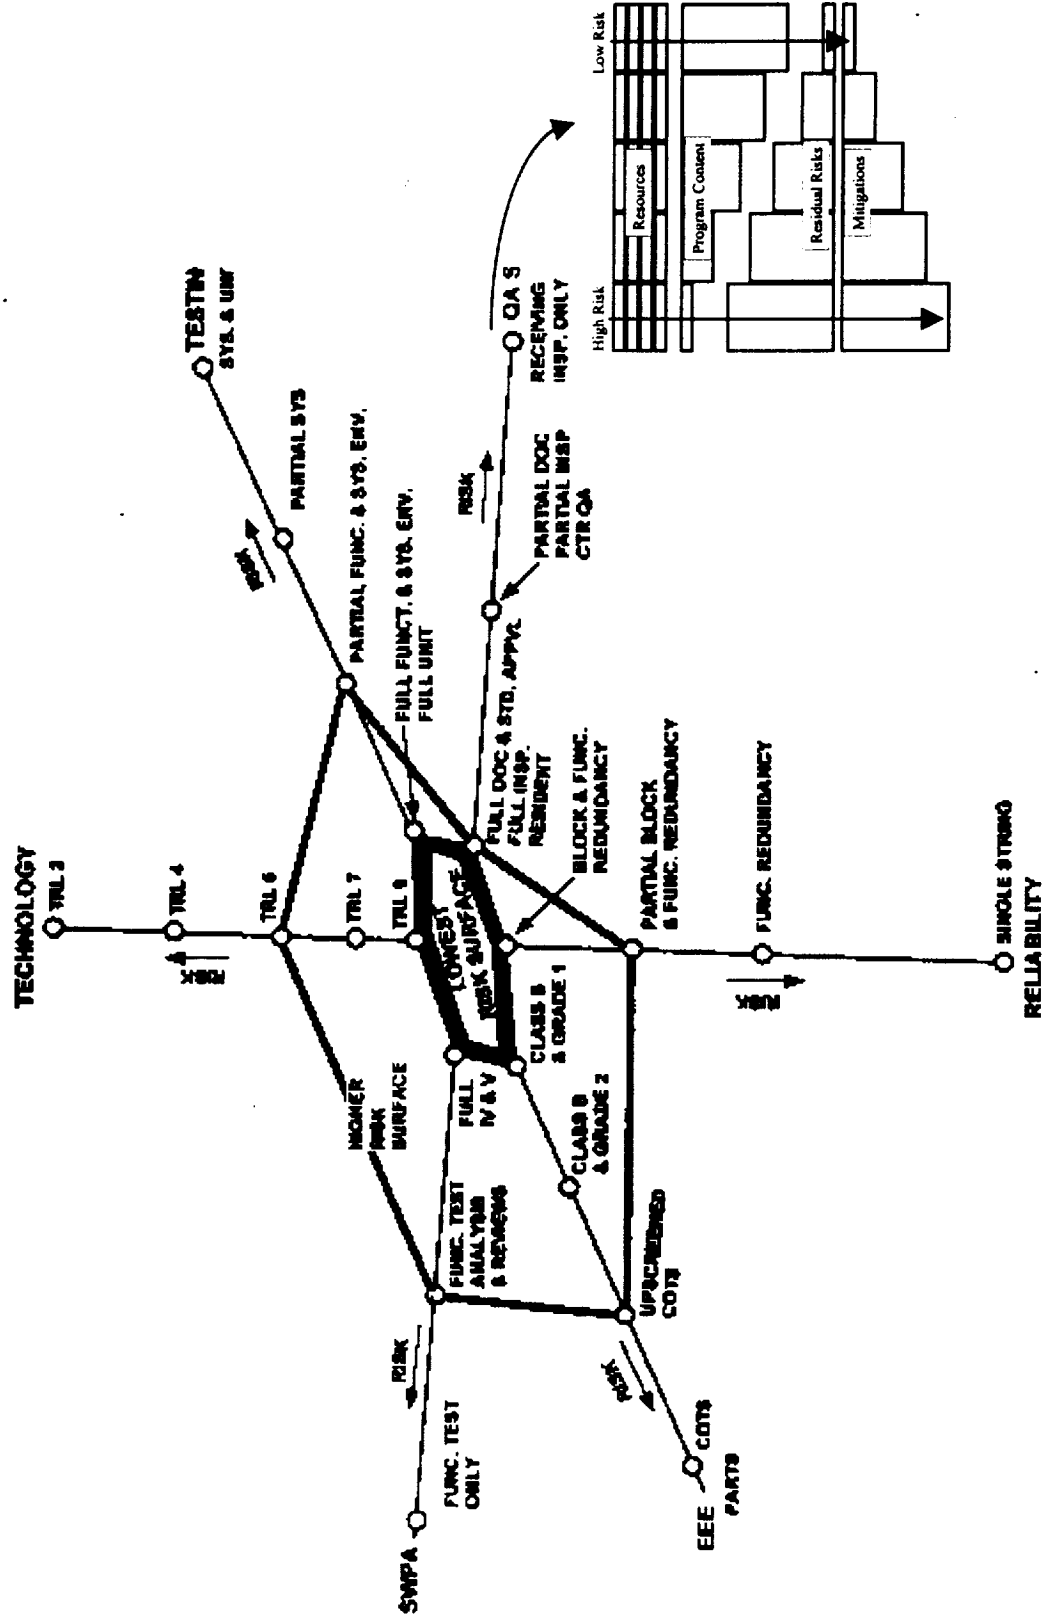 TECHNOLOGY
TRL 3
TRL 4
RISK
TRL 6
TRL 7
TRL 9
TESTIN
SYS. & UNIT
PARTIAL SYS
RISK
PARTIAL FUNC. & SYS. ENV.
FULL FUNCT. & SYS. ENV.
FULL UNIT
QA S
RECEIVING
INSP. ONLY
RISK
PARTIAL DOC
PARTIAL INSP
CTR QA
FULL DOC & STD. APPVL
FULL INSP.
RESIDENT
BLOCK & FUNC.
REDUNDANCY
PARTIAL BLOCK
& FUNC. REDUNDANCY
FUNC. REDUNDANCY
RISK
SINGLE STRING
RELIABILITY
LOWEST
RISK SURFACE
HIGHER
RISK
SURFACE
CLASS S
& GRADE 1
CLASS B
& GRADE 2
UPSCREENED
COTS
RISK
COTS
EEE
PARTS
FULL
IV & V
FUNC. TEST
ANALYSIS
& REVIEWS
RISK
FUNC. TEST
ONLY
SWPA
High Risk
Low Risk
Resources
Program Content
Residual Risks
Mitigations